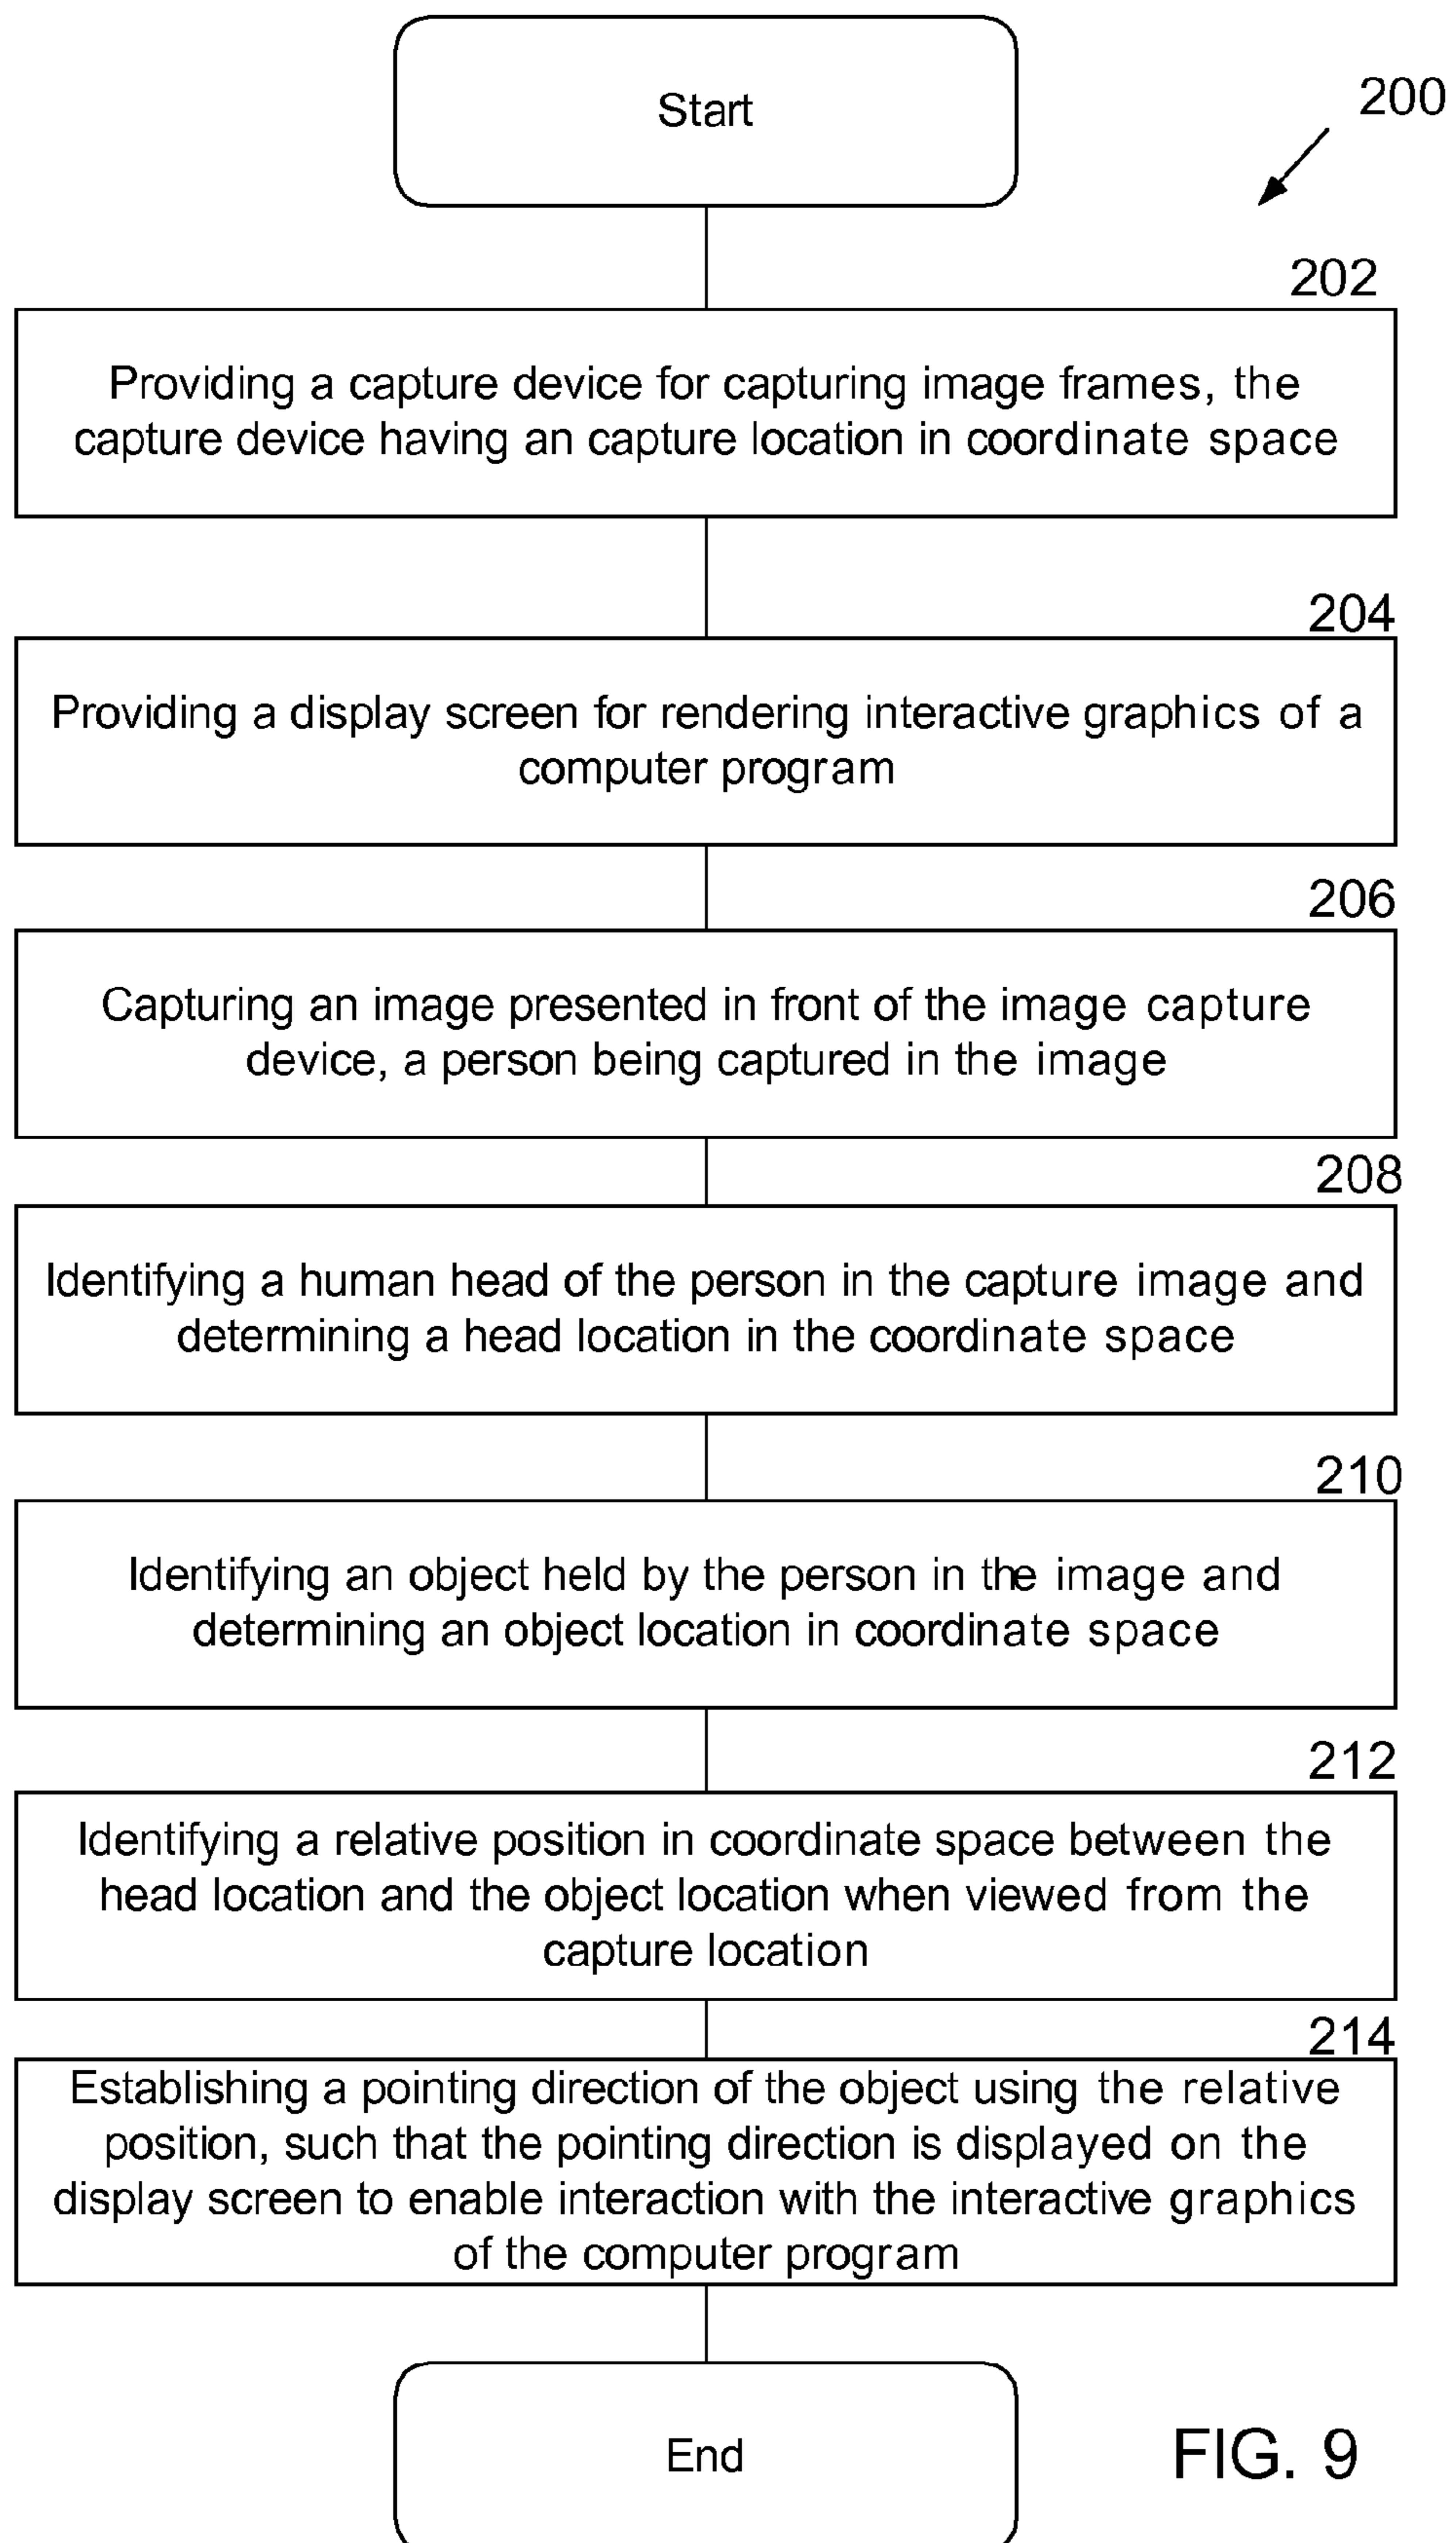 Start
200
202
Providing a capture device for capturing image frames, the
capture device having an capture location in coordinate space
204
Providing a display screen for rendering interactive graphics of a
computer program
206
Capturing an image presented in front of the image capture
device, a person being captured in the image
208
Identifying a human head of the person in the capture image and
determining a head location in the coordinate space
210
Identifying an object held by the person in the image and
determining an object location in coordinate space
212
Identifying a relative position in coordinate space between the
head location and the object location when viewed from the
capture location
214
Establishing a pointing direction of the object using the relative
position, such that the pointing direction is displayed on the
display screen to enable interaction with the interactive graphics
of the computer program
End
FIG. 9